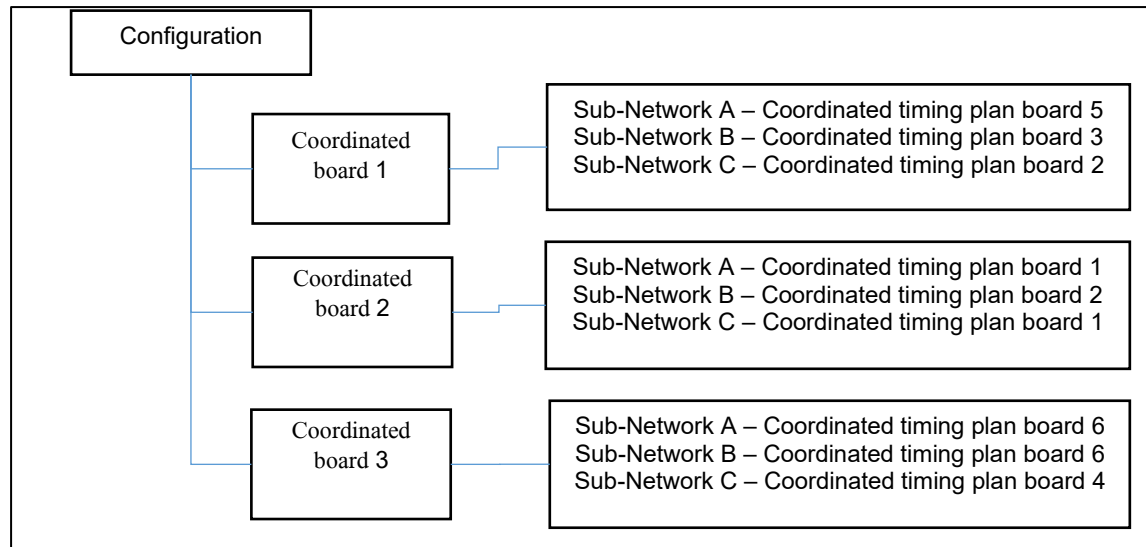 Configuration
Coordinated
board 1
Sub-Network A – Coordinated timing plan board 5
Sub-Network B – Coordinated timing plan board 3
Sub-Network C – Coordinated timing plan board 2
Coordinated
board 2
Sub-Network A – Coordinated timing plan board 1
Sub-Network B – Coordinated timing plan board 2
Sub-Network C – Coordinated timing plan board 1
Coordinated
board 3
Sub-Network A – Coordinated timing plan board 6
Sub-Network B – Coordinated timing plan board 6
Sub-Network C – Coordinated timing plan board 4